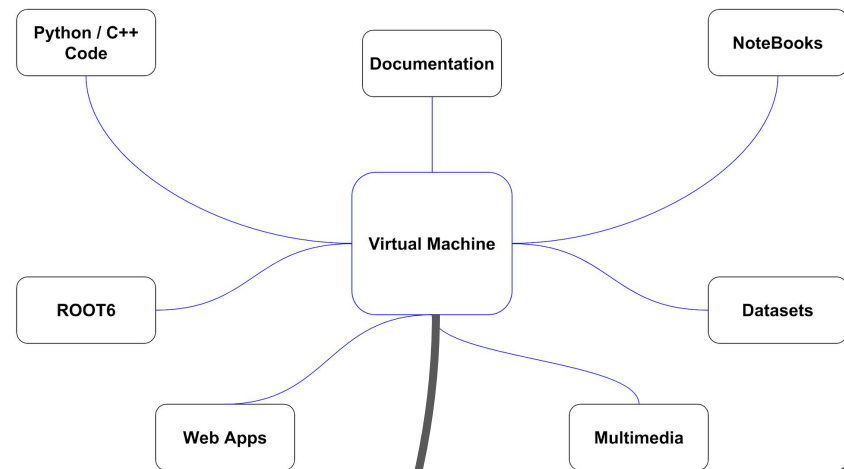 Python / C++
Code
Documentation
NoteBooks
Virtual Machine
ROOT6
Datasets
Web Apps
Multimedia